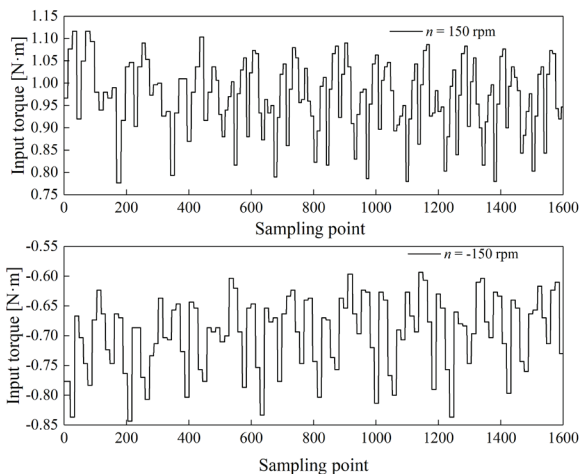 Input torque [N·m]
1.15
1.10
1.05
1.00
0.95
0.90
0.85
0.80
0.75
n = 150 rpm
0 200 400 600 800 1000 1200 1400 1600
Sampling point
Input torque [N·m]
-0.55
-0.60
-0.65
-0.70
-0.75
-0.80
-0.85
n = -150 rpm
0 200 400 600 800 1000 1200 1400 1600
Sampling point